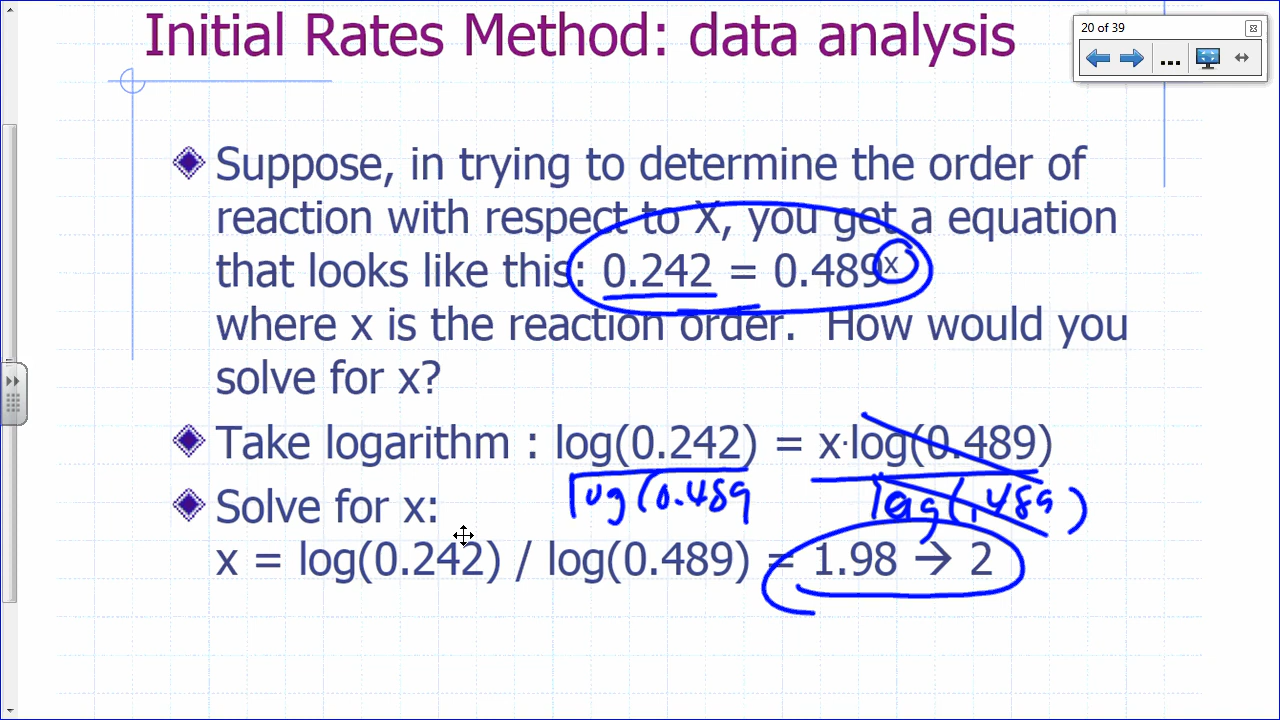 Initial Rates Method: data analysis
20 of 39
Suppose, in trying to determine the order of
reaction with respect to X, you get a equation
that looks like this: 0.242 = 0.489^x
where x is the reaction order. How would you
solve for x?
Take logarithm : log(0.242) = x·log(0.489)
log(0.489 log(.489)
Solve for x:
x = log(0.242) / log(0.489) = 1.98 → 2